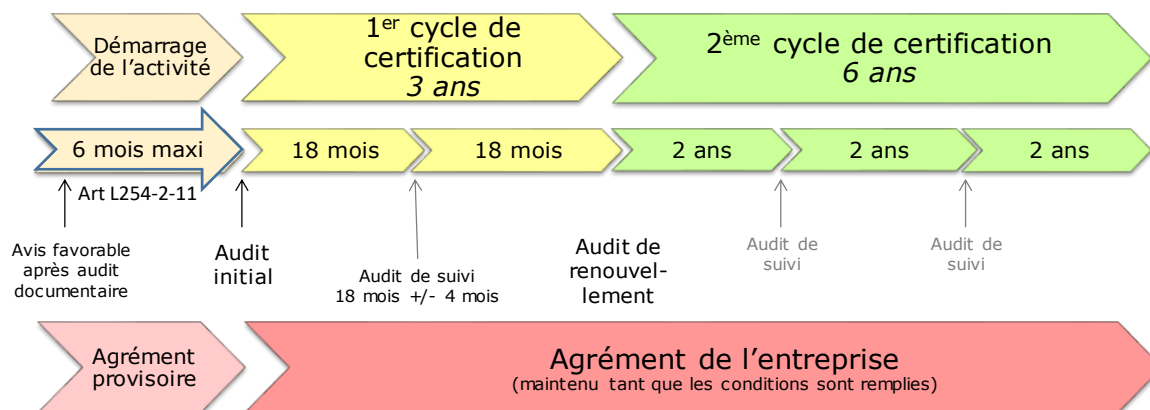 Démarrage
de l’activité
1er cycle de
certification
3 ans
2ème cycle de certification
6 ans
6 mois maxi
18 mois
18 mois
2 ans
2 ans
2 ans
Art L254-2-11
Avis favorable
après audit
documentaire
Audit
initial
Audit de suivi
18 mois +/- 4 mois
Audit de
renouvel-
lement
Audit de
suivi
Audit de
suivi
Agrément
provisoire
Agrément de l’entreprise
(maintenu tant que les conditions sont remplies)